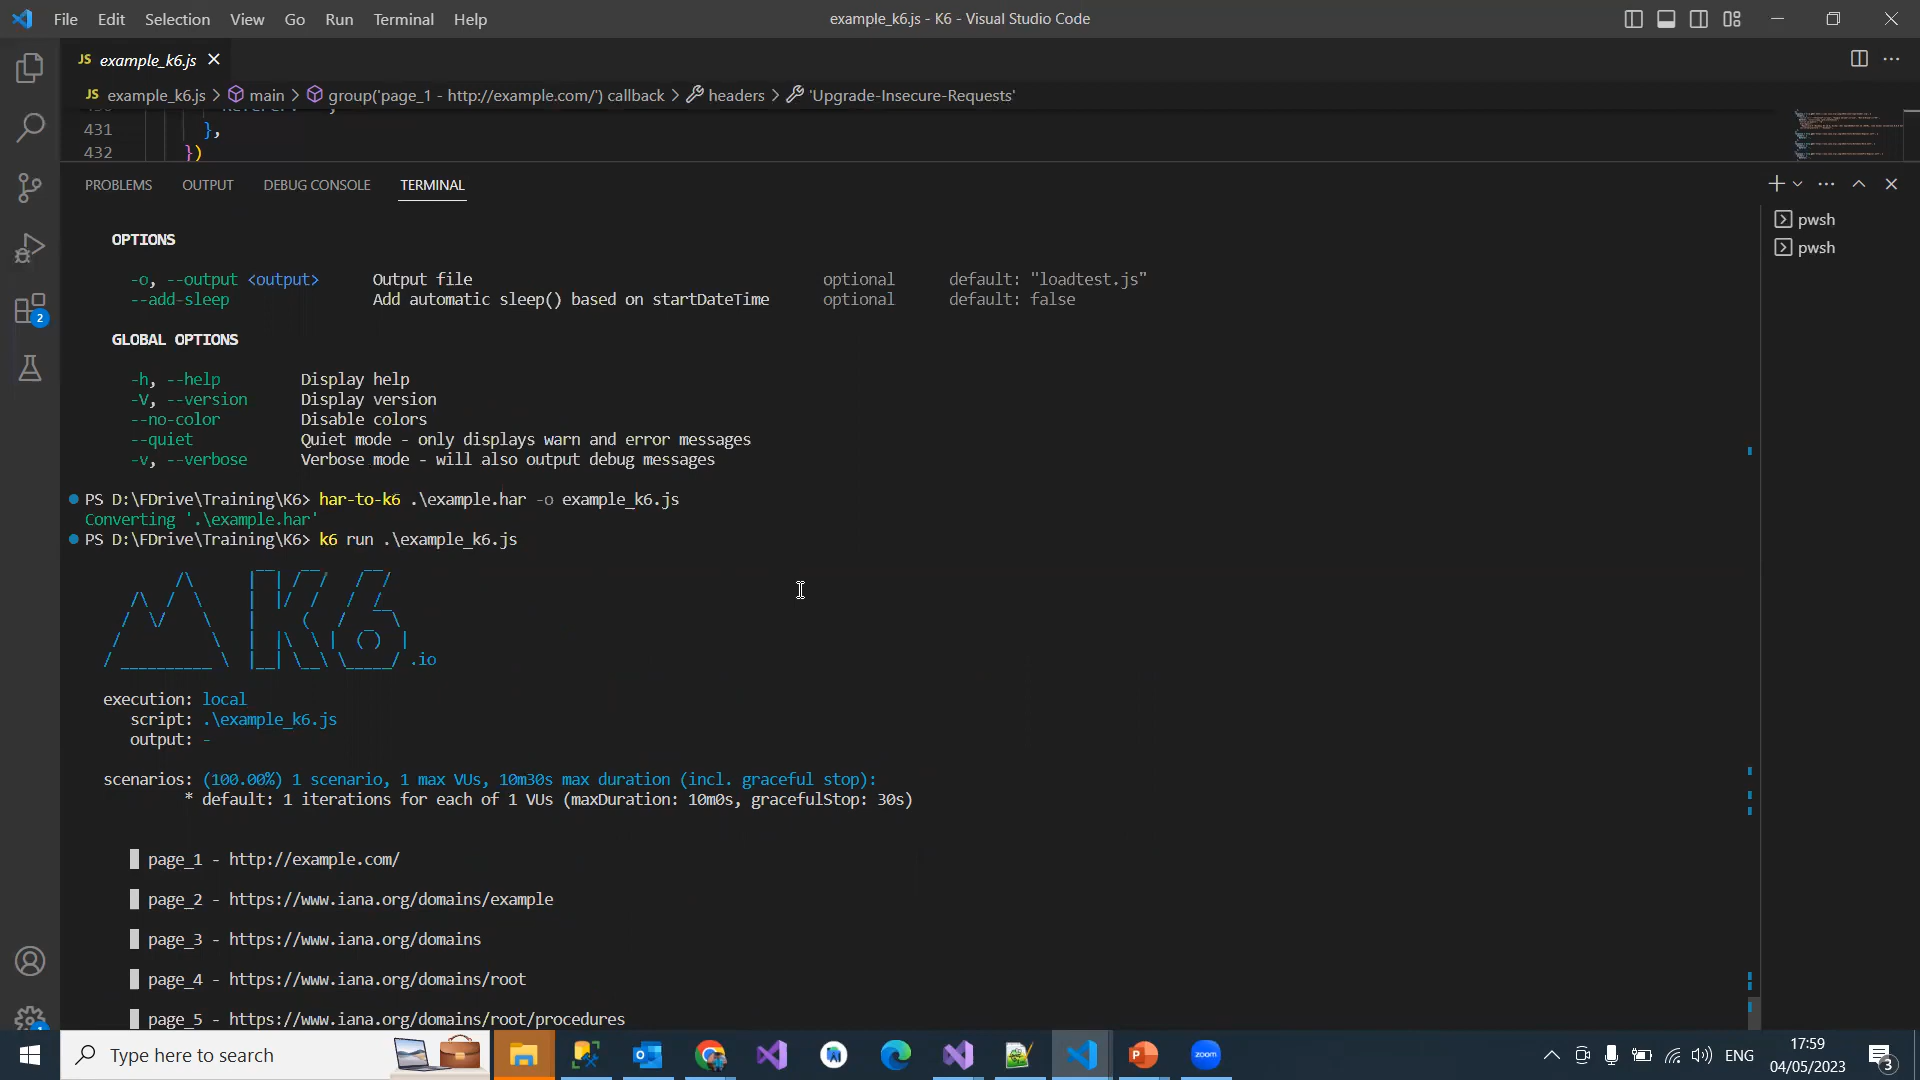 File Edit Selection View Go Run Terminal Help
example_k6.js - K6 - Visual Studio Code
JS example_k6.js
JS example_k6.js > main > group('page_1 - http://example.com/') callback > headers > 'Upgrade-Insecure-Requests'
431 },
432 })
PROBLEMS OUTPUT DEBUG CONSOLE TERMINAL
pwsh
pwsh
OPTIONS
-o, --output <output> Output file optional default: "loadtest.js"
--add-sleep Add automatic sleep() based on startDateTime optional default: false
GLOBAL OPTIONS
-h, --help Display help
-V, --version Display version
--no-color Disable colors
--quiet Quiet mode - only displays warn and error messages
-v, --verbose Verbose mode - will also output debug messages
PS D:\FDrive\Training\K6> har-to-k6 .\example.har -o example_k6.js
Converting '.\example.har'
PS D:\FDrive\Training\K6> k6 run .\example_k6.js
K6 .io
execution: local
script: .\example_k6.js
output: -
scenarios: (100.00%) 1 scenario, 1 max VUs, 10m30s max duration (incl. graceful stop):
* default: 1 iterations for each of 1 VUs (maxDuration: 10m0s, gracefulStop: 30s)
page_1 - http://example.com/
page_2 - https://www.iana.org/domains/example
page_3 - https://www.iana.org/domains
page_4 - https://www.iana.org/domains/root
page_5 - https://www.iana.org/domains/root/procedures
2
1
Type here to search
zoom
ENG
17:59
04/05/2023
3